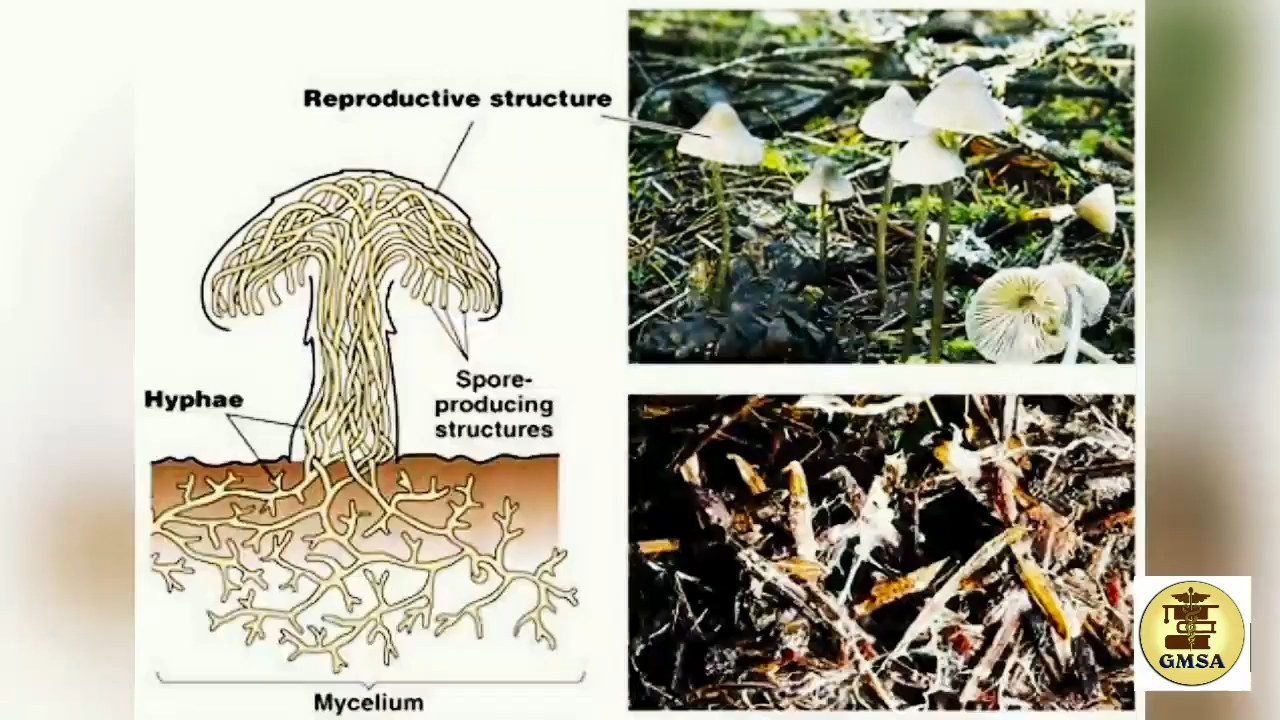 Reproductive structure
Hyphae
Spore-
producing
structures
Mycelium
GMSA